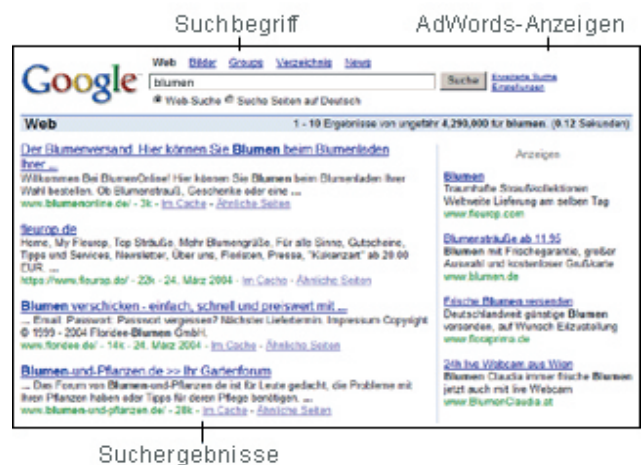 Suchbegriff
AdWords-Anzeigen
Google
Web Bilder Groups Verzeichnis News
blumen
Suche
Erweiterte Suche
Einstellungen
Web-Suche Suche Seiten auf Deutsch
Web
1 - 10 Ergebnisse von ungefähr 4,290,000 für blumen. (0.12 Sekunden)
Der Blumenversand. Hier können Sie Blumen beim Blumenladen
Ihrer ...
Willkommen Bei BlumenOnline! Hier können Sie Blumen beim Blumenladen Ihrer
Wahl bestellen. Ob Blumenstrauß, Geschenke oder eine ...
www.blumenonline.de/ - 3k - Im Cache - Ähnliche Seiten
fleurop.de
Home, My Fleurop, Top Sträuße, Mehr Blumengrüße, Für alle Sinne, Gutscheine,
Tipps und Services, Newsletter, Über uns, Floristen, Presse, "Koranzart" ab 20.00
EUR. ...
https://www.fleurop.de/ - 22k - 24. März 2004 - Im Cache - Ähnliche Seiten
Blumen verschicken - einfach, schnell und preiswert mit ...
... Email: Passwort: Passwort vergessen? Nächster Liefertermin. Impressum Copyright
© 1999 - 2004 Floridee-Blumen GmbH.
www.floridee.de/ - 14k - 24. März 2004 - Im Cache - Ähnliche Seiten
Blumen-und-Pflanzen.de >> Ihr Gartenforum
... Das Forum von Blumen-und-Pflanzen.de ist für Leute gedacht, die Probleme mit
Ihren Pflanzen haben oder Tipps für deren Pflege benötigen. ...
www.blumen-und-pflanzen.de/ - 28k - Im Cache - Ähnliche Seiten
Anzeigen
Blumen
Traumhafte Straußkollektionen
Weltweite Lieferung am selben Tag
www.fleurop.com
Blumensträuße ab 11,95
Blumen mit Frischegarantie, großer
Auswahl und kostenloser Grußkarte
www.blumen.de
Frische Blumen versenden
Deutschlandweit günstige Blumen
versenden, auf Wunsch Eilzustellung
www.floraprima.de
24h live Webcam aus Wien
Blumen Claudia immer frische Blumen
jetzt auch mit live Webcam
www.BlumenClaudia.at
Suchergebnisse